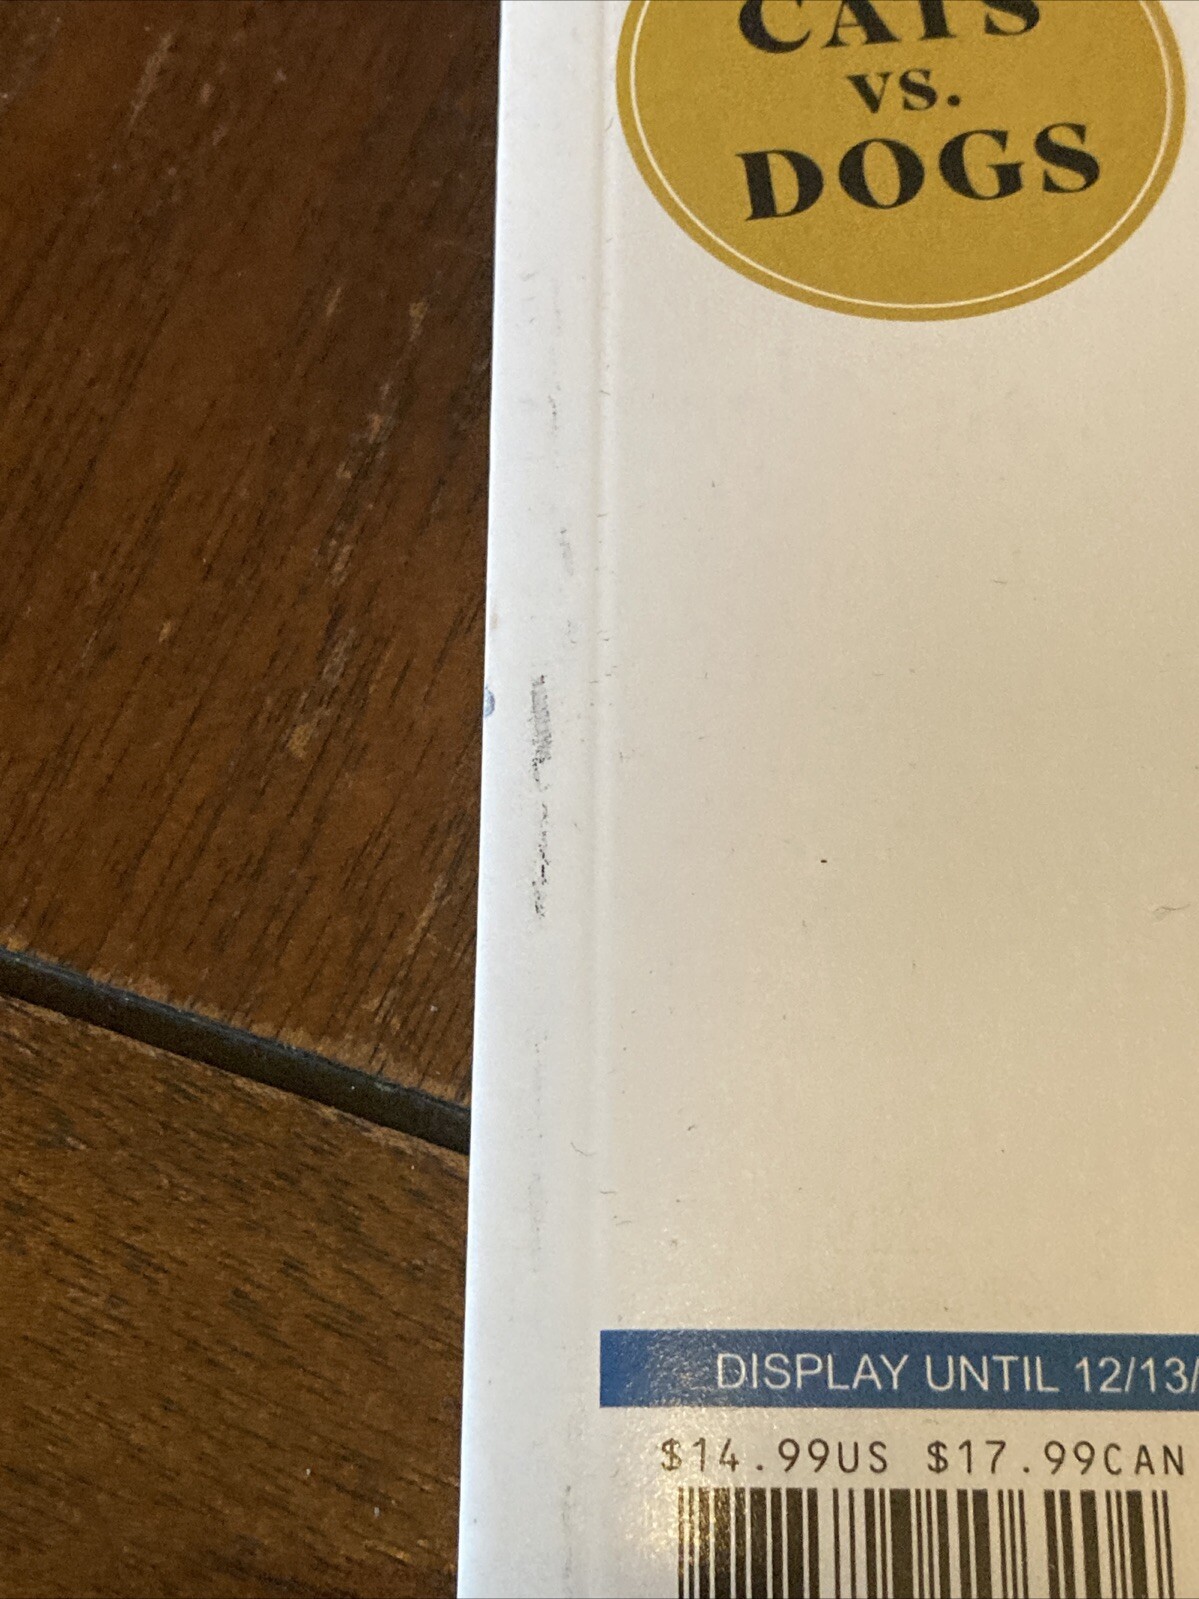 CATS
vs.
DOGS
DISPLAY UNTIL 12/13/
$14.99US $17.99CAN